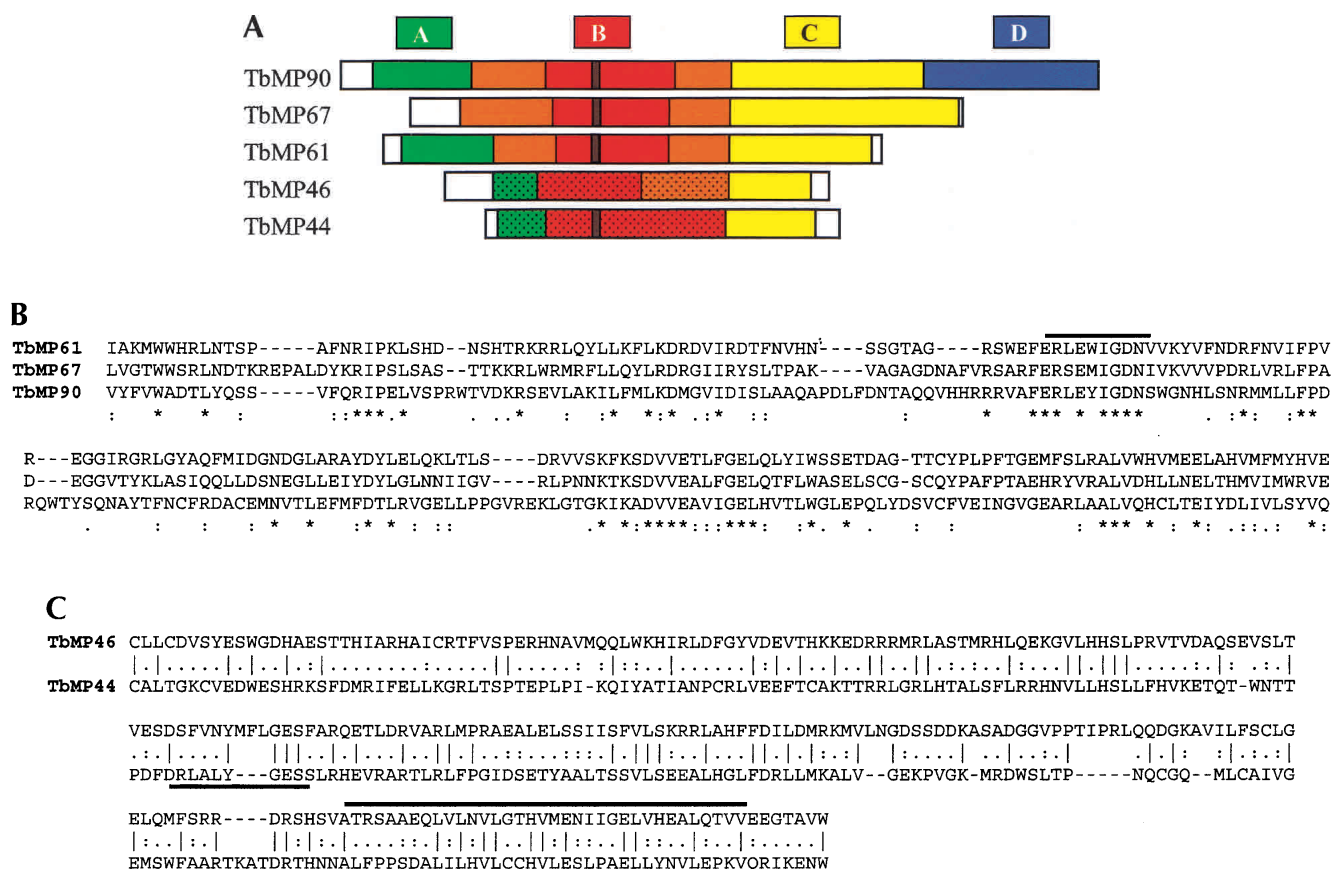 A
A B C D
TbMP90
TbMP67
TbMP61
TbMP46
TbMP44
B
TbMP61 IAKMWWHRLNTSP-----AFNRIPKLSHD--NSHTRKRRLQYLLKFLKDRDVIRDTFNVHN----SSGTAG---RSWEFERLEWIGDNVVKYVFNDRFNVIFPV
TbMP67 LVGTWWSRLNDTKREPALDYKRIPSLSAS--TTKKRLWRMRFLLQYLRDRGIIRYSLTPAK-----VAGAGDNAFVRSARFERSEMIGDNIVKVVVPDRLVRLFPA
TbMP90 VYFVWADTLYQSS-----VFQRIPELVSPRWTVDKRSEVLAKILFMLKDMGVIDISLAAQAPDLFDNTAQQVHHRRRVAFERLEYIGDNSWGNHLSNRMMLLFPD
R---EGGIRGRLGYAQFMIDGNDGLARAYDYLELQKLTLS----DRVVSKFKSDVVETLFGELQLYIWSSETDAG-TTCYPLPFTGEMFSLRALVWHVMEELAHVMFMYHVE
D---EGGVTYKLASIQQLLDSNEGLLEIYDYLGLNNIIGV----RLPNNKTKSDVVEALFGELQTFLWASELSCG-SCQYPAFPTAEHRYVRALVDHLLNELTHMVIMWRVE
RQWTYSQNAYTFNCFRDACEMNVTLEFMFDTLRVGELLPPGVREKLGTGKIKADVVEAVIGELHVTLWGLEPQLYDSVCFVEINGVGEARLAALVQHCLTEIYDLIVLSYVQ
C
TbMP46 CLLCDVSYESWGDHAESTTHIARHAICRTFVSPERHNAVMQQLWKHIRLDFGYVDEVTHKKEDRRRMRLASTMRHLQEKGVLHHSLPRVTVDAQSEVSLT
TbMP44 CALTGKCVEDWESHRKSFDMRIFELLKGRLTSPTEPLPI-KQIYATIANPCRLVEEFTCAKTTRRLGRLHTALSFLRRHNVLLHSLLFHVKETQT-WNTT
VESDSFVNYMFLGESFARQETLDRVARLMPRAEALELSSIISFVLSKRRLAHFFDILDMRKMVLNGDSSDDKASADGGVPPTIPRLQQDGKAVILFSCLG
PDFDRLALY---GESSLRHEVRARTLRLFPGIDSETYAALTSSVLSEEALHGLFDRLLMKALV--GEKPVGK-MRDWSLTP-----NQCGQ--MLCAIVG
ELQMFSRR----DRSHSVATRSAAEQLVLNVLGTHVMENIIGELVHEALQTVVEEGTAVW
EMSWFAARTKATDRTHNNALFPPSDALILHVLCCHVLESLPAELLYNVLEPKVORIKENW